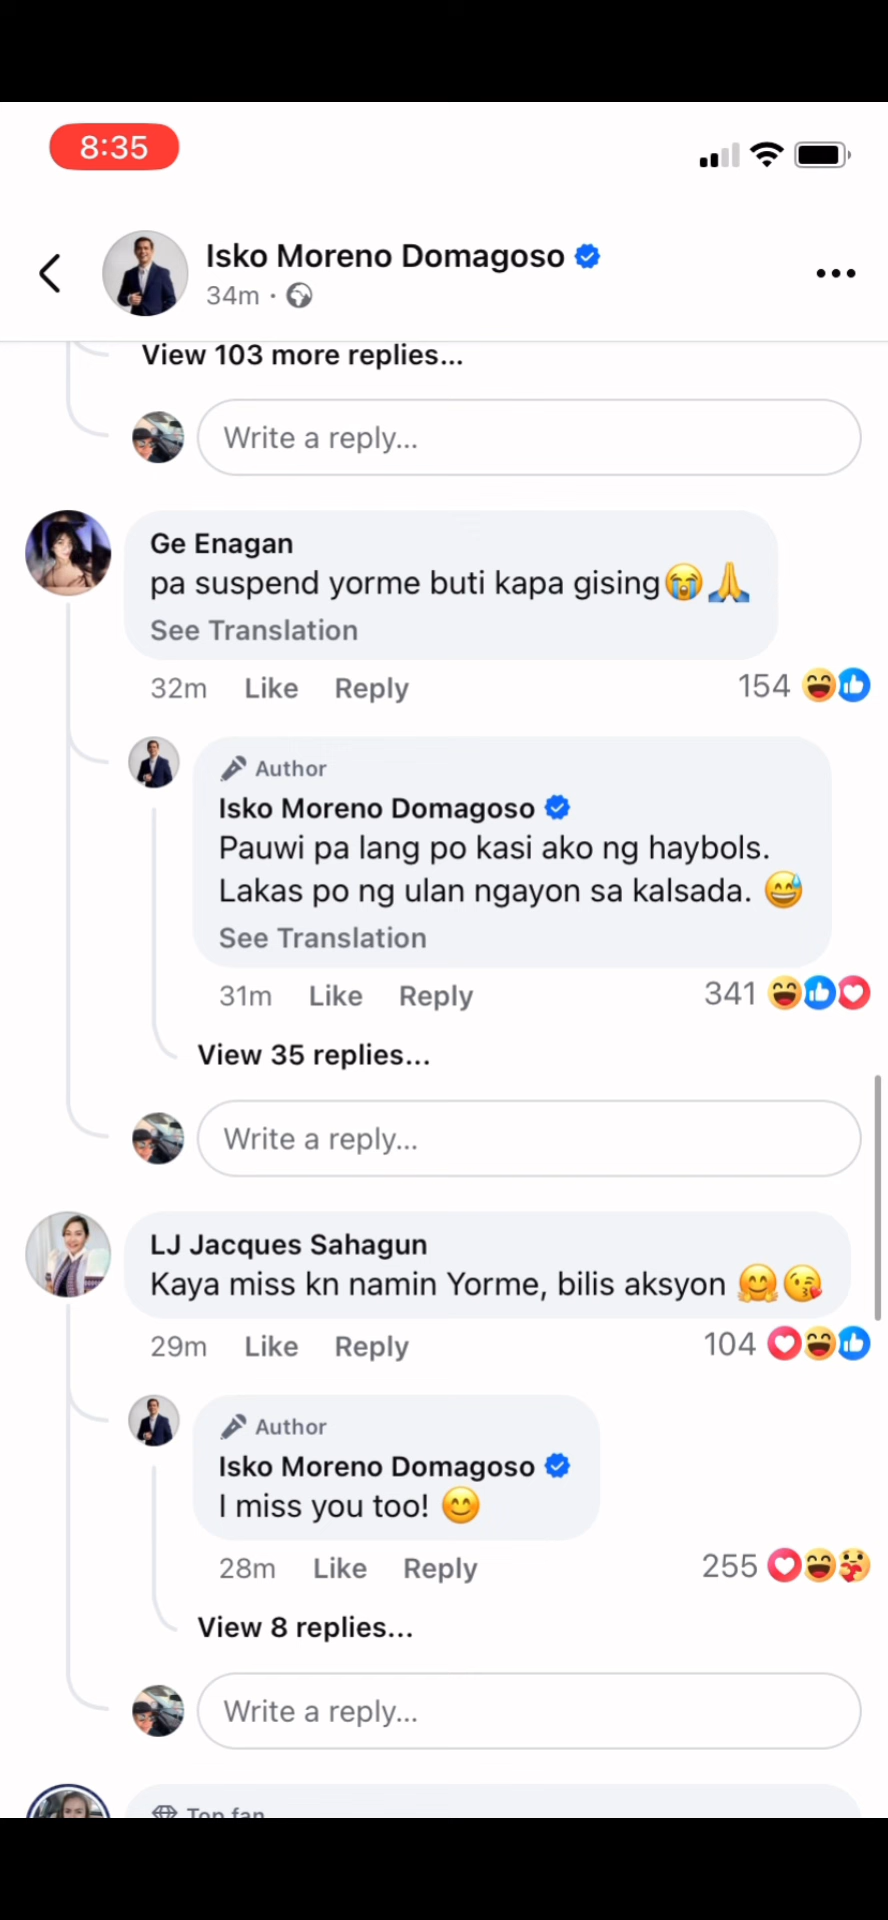 8:35
Isko Moreno Domagoso
34m ·
View 103 more replies...
Write a reply...
Ge Enagan
pa suspend yorme buti kapa gising😭🙏
See Translation
32m Like Reply 154
Author
Isko Moreno Domagoso
Pauwi pa lang po kasi ako ng haybols.
Lakas po ng ulan ngayon sa kalsada. 😅
See Translation
31m Like Reply 341
View 35 replies...
Write a reply...
LJ Jacques Sahagun
Kaya miss kn namin Yorme, bilis aksyon 🤗😘
29m Like Reply 104
Author
Isko Moreno Domagoso
I miss you too! 😊
28m Like Reply 255
View 8 replies...
Write a reply...
Top fan